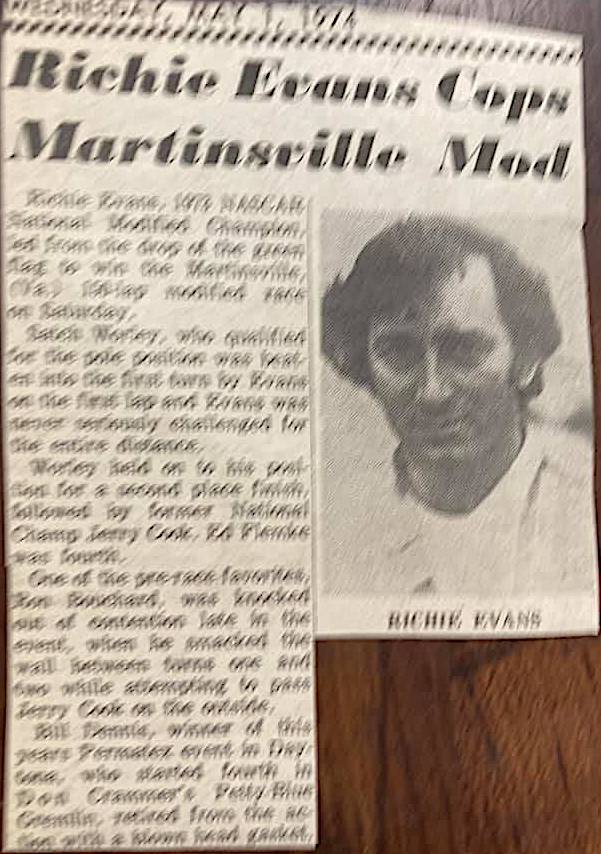 WEDNESDAY, MAY 1, 1974
Richie Evans Cops
Martinsville Mod
Richie Evans, 1973 NASCAR
National Modified Champion,
led from the drop of the green
flag to win the Martinsville,
(Va.) 150-lap modified race
on Saturday.
Satch Worley, who qualified
for the pole position was beat-
en into the first turn by Evans
on the first lap and Evans was
never seriously challenged for
the entire distance.
Worley held on to his posi-
tion for a second place finish,
followed by former National
Champ Jerry Cook. Ed Flemke
was fourth.
One of the pre-race favorites,
Ron Bouchard, was knocked
out of contention late in the
event, when he smacked the
wall between turns one and
two while attempting to pass
Jerry Cook on the outside.
Bill Dennis, winner of this
years Permatex event in Day-
tona, who started fourth in
Don Crammer's Petty-Blue
Gremlin, retired from the ac-
tion with a blown head gasket.
RICHIE EVANS